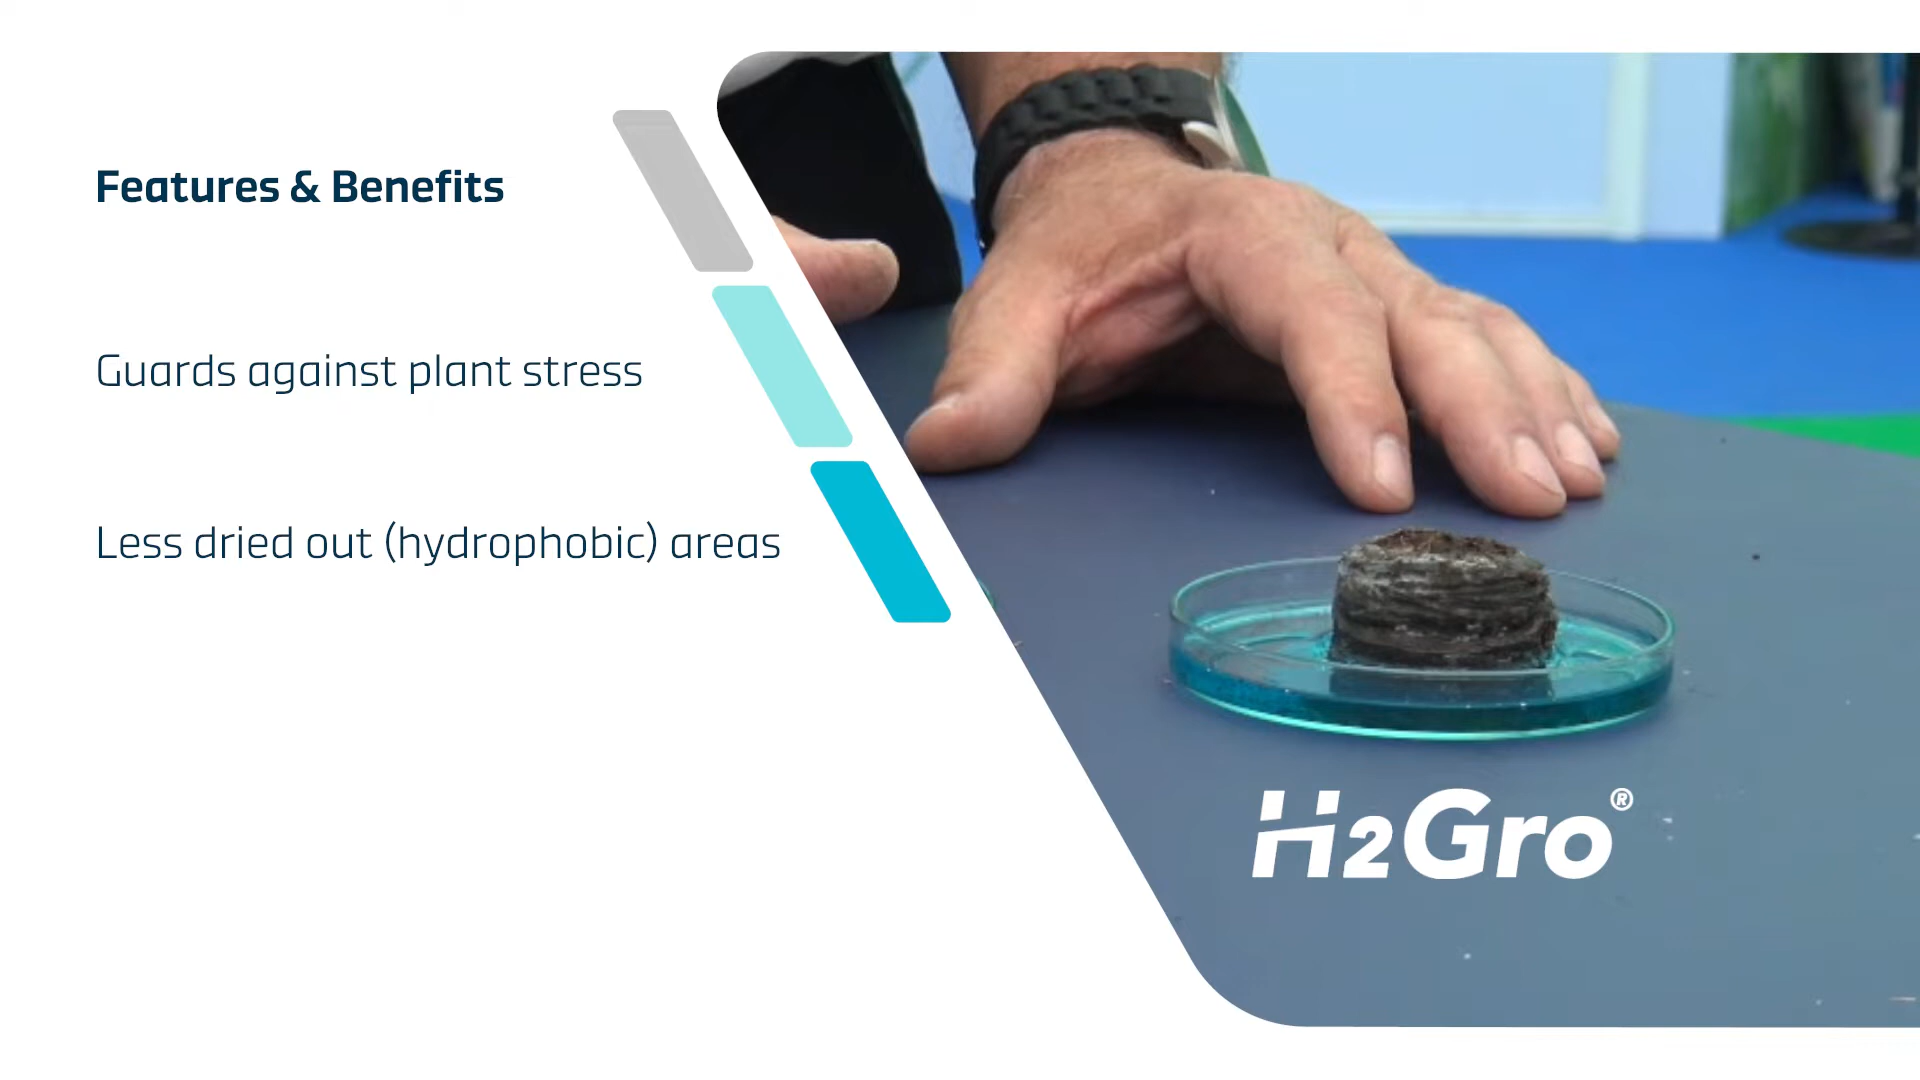 Features & Benefits
Guards against plant stress
Less dried out (hydrophobic) areas
H2Gro®